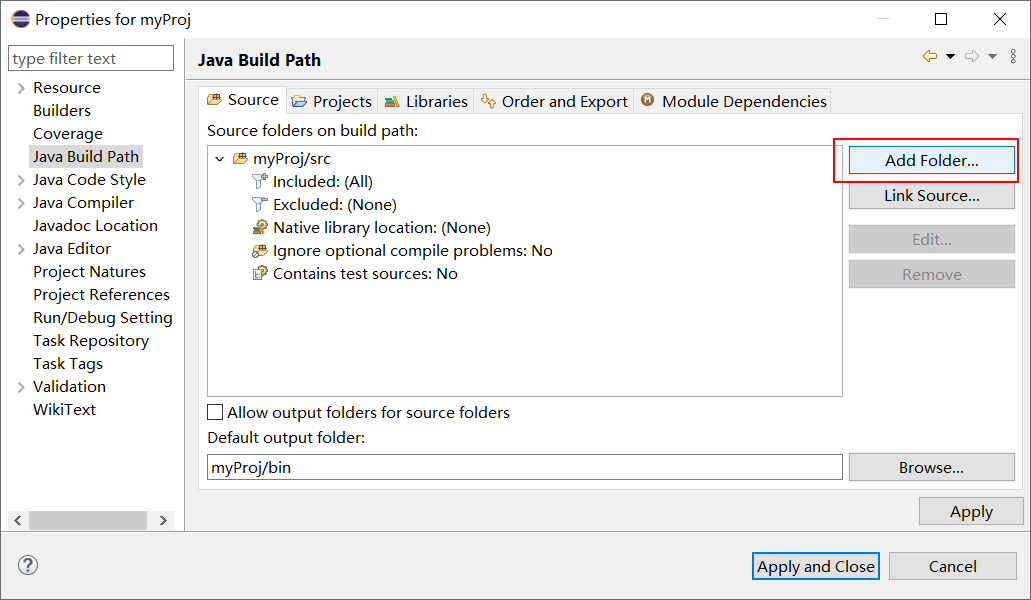 Properties for myProj
type filter text
Resource
Builders
Coverage
Java Build Path
Java Code Style
Java Compiler
Javadoc Location
Java Editor
Project Natures
Project References
Run/Debug Setting
Task Repository
Task Tags
Validation
WikiText
Java Build Path
Source Projects Libraries Order and Export Module Dependencies
Source folders on build path:
myProj/src
Included: (All)
Excluded: (None)
Native library location: (None)
Ignore optional compile problems: No
Contains test sources: No
Add Folder...
Link Source...
Edit...
Remove
Allow output folders for source folders
Default output folder:
myProj/bin
Browse...
Apply
Apply and Close
Cancel